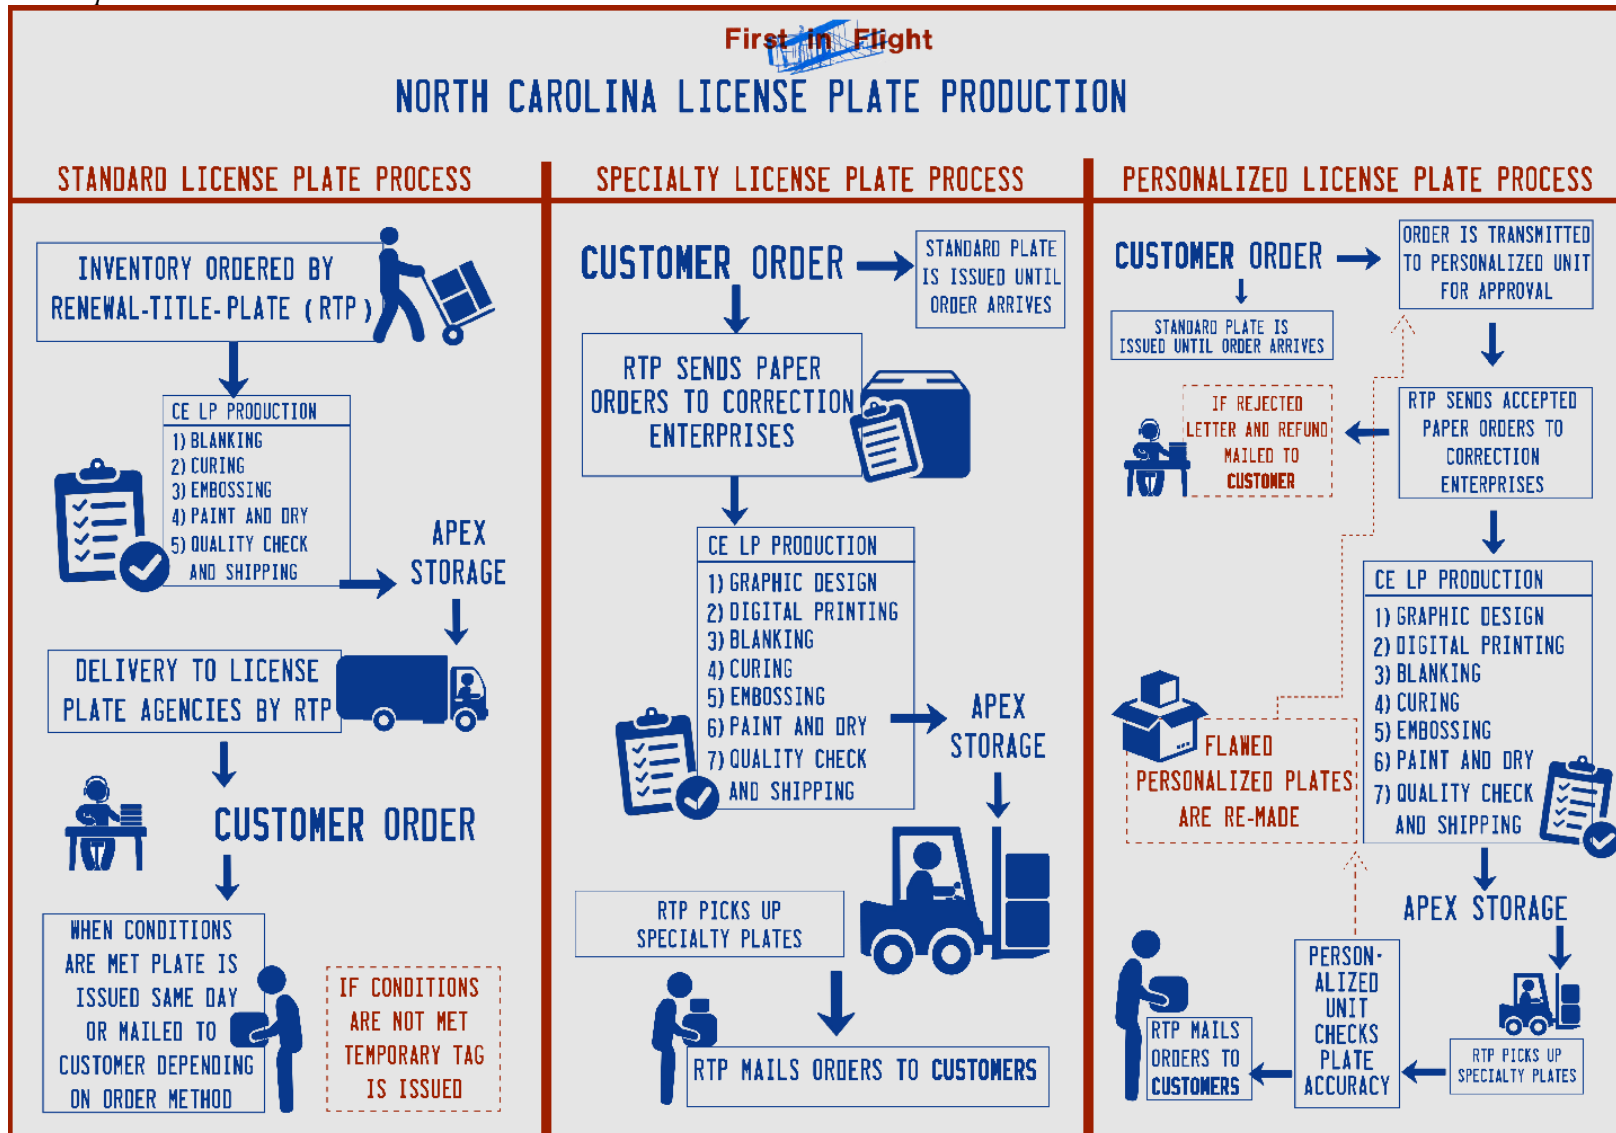 First in Flight
NORTH CAROLINA LICENSE PLATE PRODUCTION
STANDARD LICENSE PLATE PROCESS
INVENTORY ORDERED BY
RENEWAL-TITLE-PLATE (RTP)
CE LP PRODUCTION
1) BLANKING
2) CURING
3) EMBOSSING
4) PAINT AND DRY
5) QUALITY CHECK
AND SHIPPING
APEX
STORAGE
DELIVERY TO LICENSE
PLATE AGENCIES BY RTP
CUSTOMER ORDER
WHEN CONDITIONS
ARE MET PLATE IS
ISSUED SAME DAY
OR MAILED TO
CUSTOMER DEPENDING
ON ORDER METHOD
IF CONDITIONS
ARE NOT MET
TEMPORARY TAG
IS ISSUED
SPECIALTY LICENSE PLATE PROCESS
CUSTOMER ORDER
STANDARD PLATE
IS ISSUED UNTIL
ORDER ARRIVES
RTP SENDS PAPER
ORDERS TO CORRECTION
ENTERPRISES
CE LP PRODUCTION
1) GRAPHIC DESIGN
2) DIGITAL PRINTING
3) BLANKING
4) CURING
5) EMBOSSING
6) PAINT AND DRY
7) QUALITY CHECK
AND SHIPPING
APEX
STORAGE
RTP PICKS UP
SPECIALTY PLATES
RTP MAILS ORDERS TO CUSTOMERS
PERSONALIZED LICENSE PLATE PROCESS
CUSTOMER ORDER
ORDER IS TRANSMITTED
TO PERSONALIZED UNIT
FOR APPROVAL
STANDARD PLATE IS
ISSUED UNTIL ORDER ARRIVES
IF REJECTED
LETTER AND REFUND
MAILED TO
CUSTOMER
RTP SENDS ACCEPTED
PAPER ORDERS TO
CORRECTION
ENTERPRISES
CE LP PRODUCTION
1) GRAPHIC DESIGN
2) DIGITAL PRINTING
3) BLANKING
4) CURING
5) EMBOSSING
6) PAINT AND DRY
7) QUALITY CHECK
AND SHIPPING
FLAWED
PERSONALIZED PLATES
ARE RE-MADE
APEX STORAGE
RTP PICKS UP
SPECIALTY PLATES
PERSON-
ALIZED
UNIT
CHECKS
PLATE
ACCURACY
RTP MAILS
ORDERS TO
CUSTOMERS